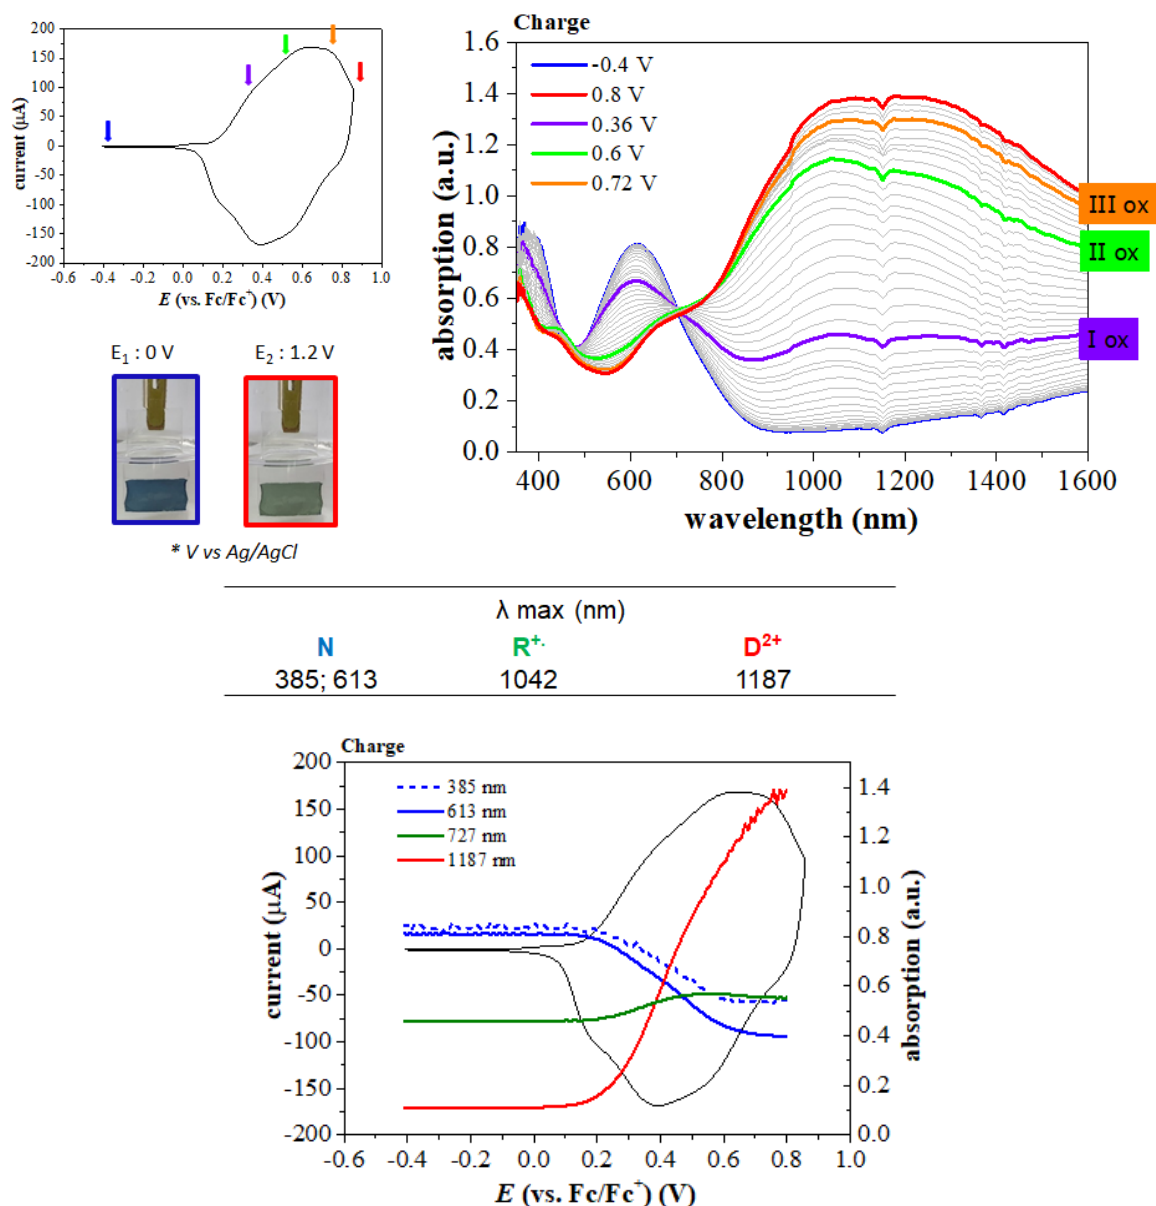 200
150
100
50
0
-50
-100
-150
-200
current (μA)
-0.6 -0.4 -0.2 0.0 0.2 0.4 0.6 0.8 1.0
E (vs. Fc/Fc⁺) (V)
E₁ : 0 V
E₂ : 1.2 V
* V vs Ag/AgCl
Charge
1.6
1.4
1.2
1.0
0.8
0.6
0.4
0.2
0.0
absorption (a.u.)
-0.4 V
0.8 V
0.36 V
0.6 V
0.72 V
III ox
II ox
I ox
400 600 800 1000 1200 1400 1600
wavelength (nm)
λ max (nm)
N R⁺· D²⁺
385; 613 1042 1187
Charge
200
150
100
50
0
-50
-100
-150
-200
current (μA)
385 nm
613 nm
727 nm
1187 nm
1.4
1.2
1.0
0.8
0.6
0.4
0.2
0.0
absorption (a.u.)
-0.6 -0.4 -0.2 0.0 0.2 0.4 0.6 0.8 1.0
E (vs. Fc/Fc⁺) (V)